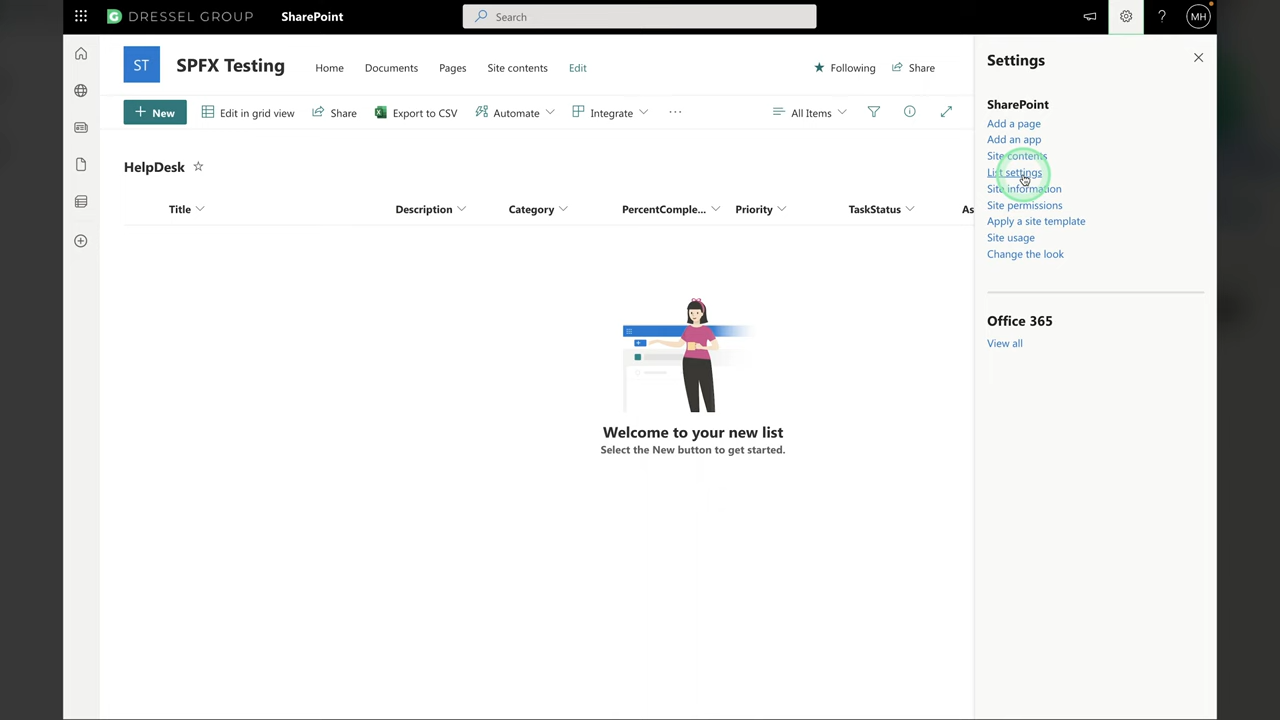 DRESSEL GROUP SharePoint Search ? MH
ST SPFX Testing Home Documents Pages Site contents Edit Following Share
New Edit in grid view Share Export to CSV Automate Integrate ... All Items
HelpDesk
Title Description Category PercentComple... Priority TaskStatus As
Welcome to your new list
Select the New button to get started.
Settings
SharePoint
Add a page
Add an app
Site contents
List settings
Site information
Site permissions
Apply a site template
Site usage
Change the look
Office 365
View all